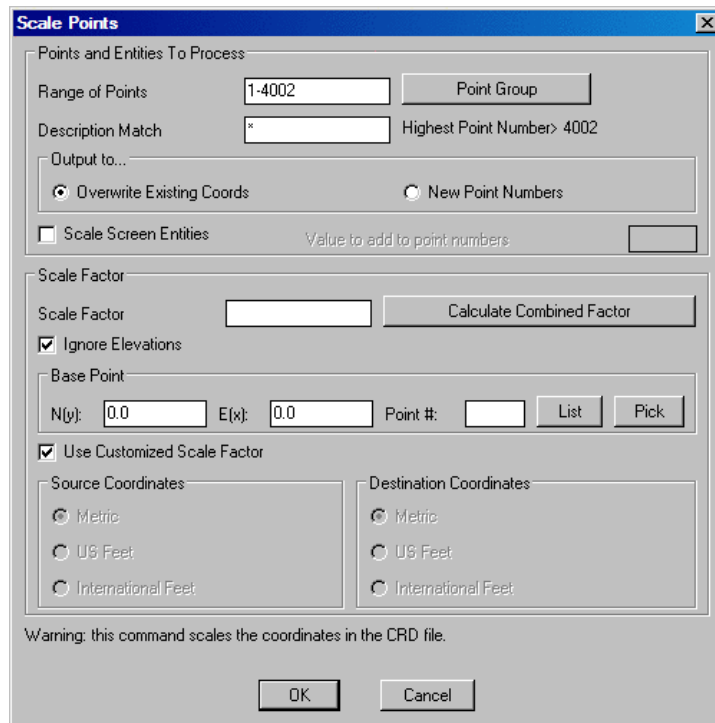 Scale Points
Points and Entities To Process
Range of Points 1-4002 Point Group
Description Match * Highest Point Number> 4002
Output to...
Overwrite Existing Coords New Point Numbers
Scale Screen Entities Value to add to point numbers
Scale Factor
Scale Factor Calculate Combined Factor
Ignore Elevations
Base Point
N(y): 0.0 E(x): 0.0 Point #: List Pick
Use Customized Scale Factor
Source Coordinates Destination Coordinates
Metric Metric
US Feet US Feet
International Feet International Feet
Warning: this command scales the coordinates in the CRD file.
OK Cancel